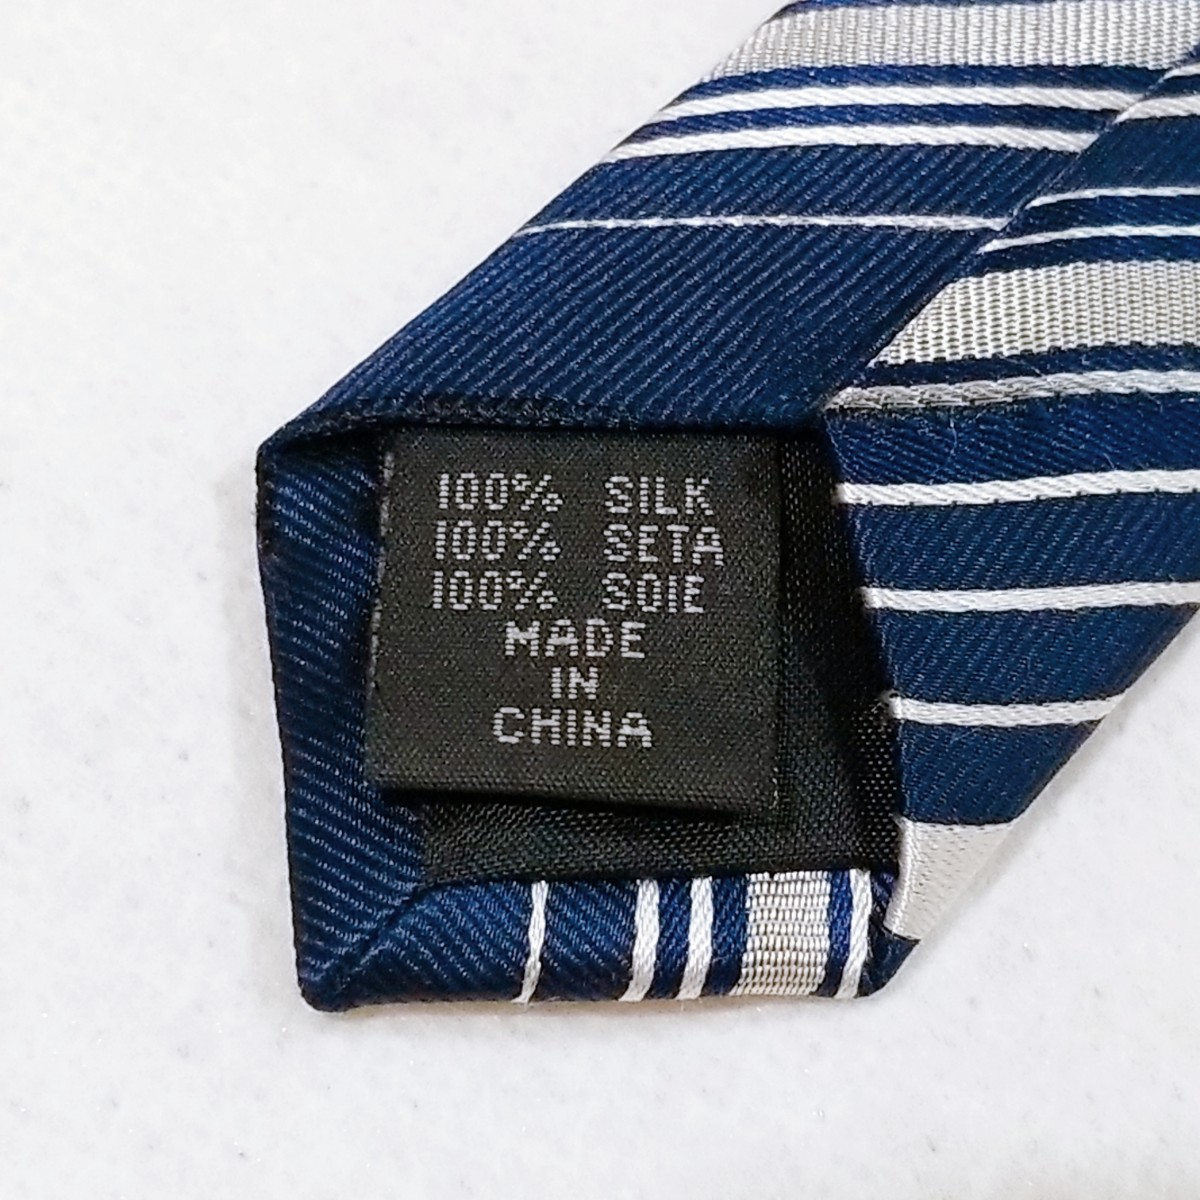 100% SILK
100% SETA
100% SOIE
MADE
IN
CHINA